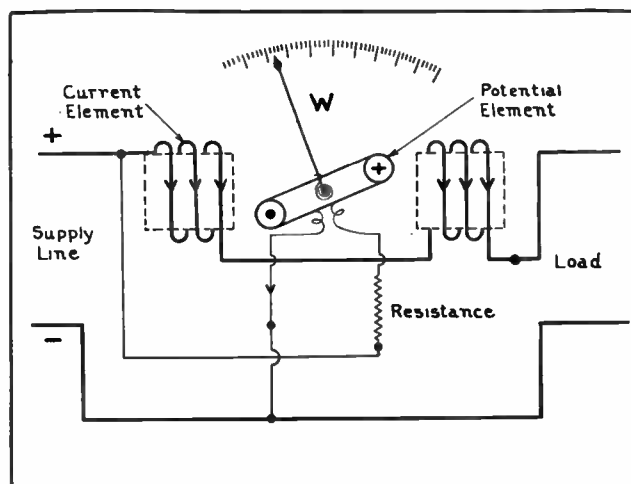 Current
Element
W
Potential
Element
+
+
Supply
Line
Load
Resistance
−